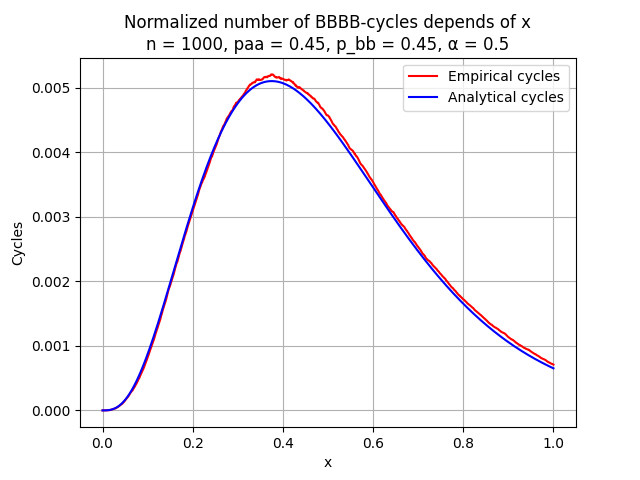 Normalized number of BBBB-cycles depends of x
n = 1000, paa = 0.45, p_bb = 0.45, α = 0.5
Empirical cycles
Analytical cycles
Cycles
0.005
0.004
0.003
0.002
0.001
0.000
0.0 0.2 0.4 0.6 0.8 1.0
x